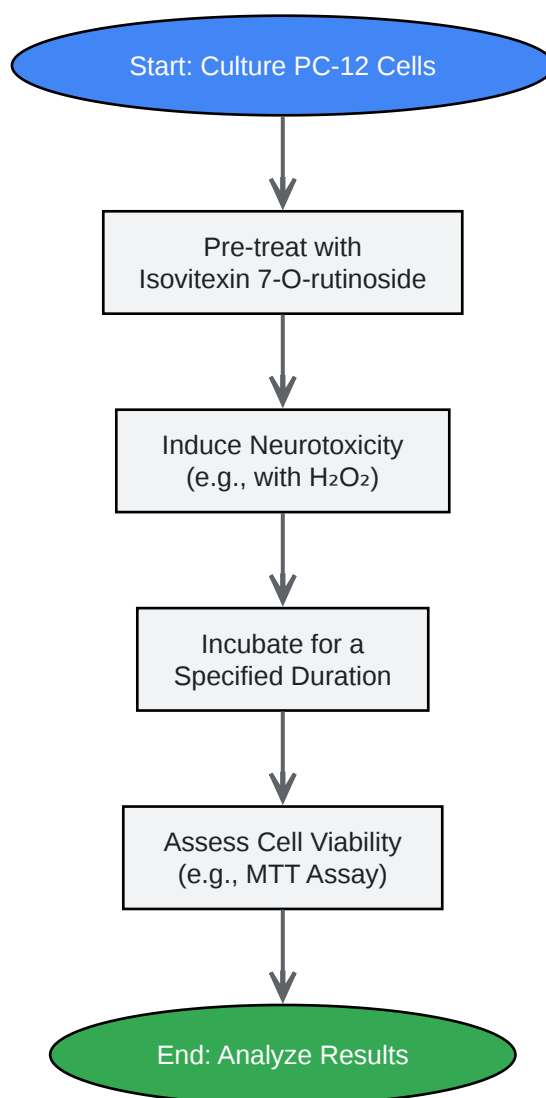 Start: Culture PC-12 Cells
Pre-treat with
Isovitexin 7-O-rutinoside
Induce Neurotoxicity
(e.g., with H₂O₂)
Incubate for a
Specified Duration
Assess Cell Viability
(e.g., MTT Assay)
End: Analyze Results